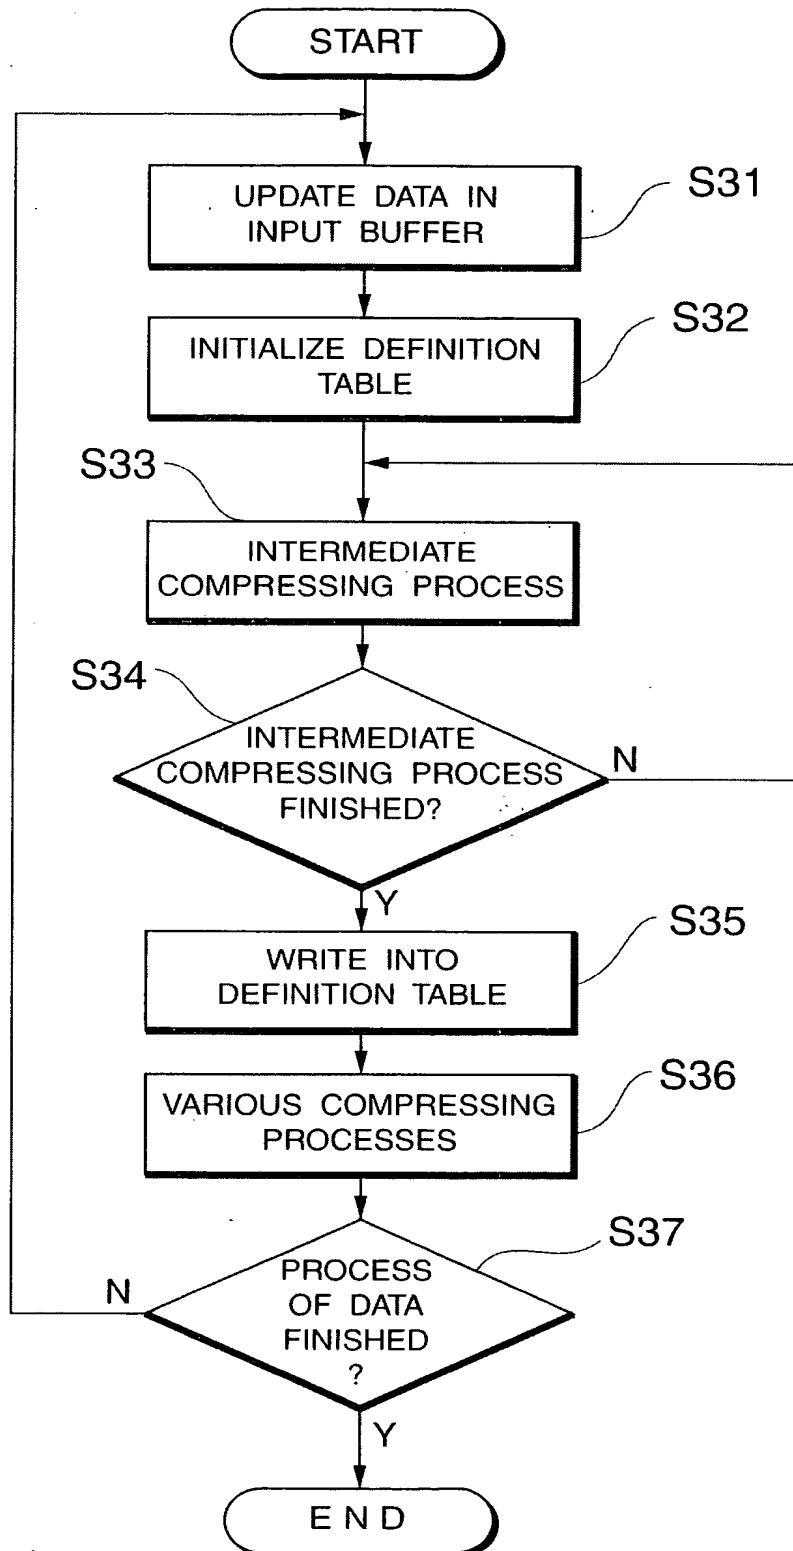 START
UPDATE DATA IN
INPUT BUFFER
S31
INITIALIZE DEFINITION
TABLE
S32
S33
INTERMEDIATE
COMPRESSING PROCESS
S34
INTERMEDIATE
COMPRESSING PROCESS
FINISHED?
N
Y
WRITE INTO
DEFINITION TABLE
S35
VARIOUS COMPRESSING
PROCESSES
S36
S37
PROCESS
OF DATA
FINISHED
?
N
Y
END